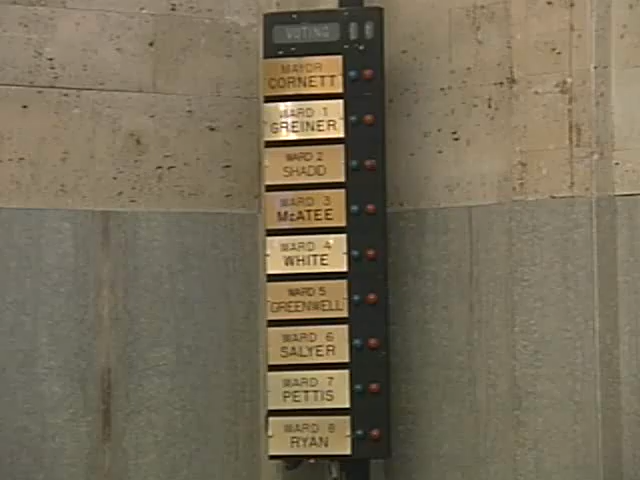 VOTING
MAYOR
CORNETT
WARD 1
GREINER
WARD 2
SHADID
WARD 3
McATEE
WARD 4
WHITE
WARD 5
GREENWELL
WARD 6
SALYER
WARD 7
PETTIS
WARD 8
RYAN